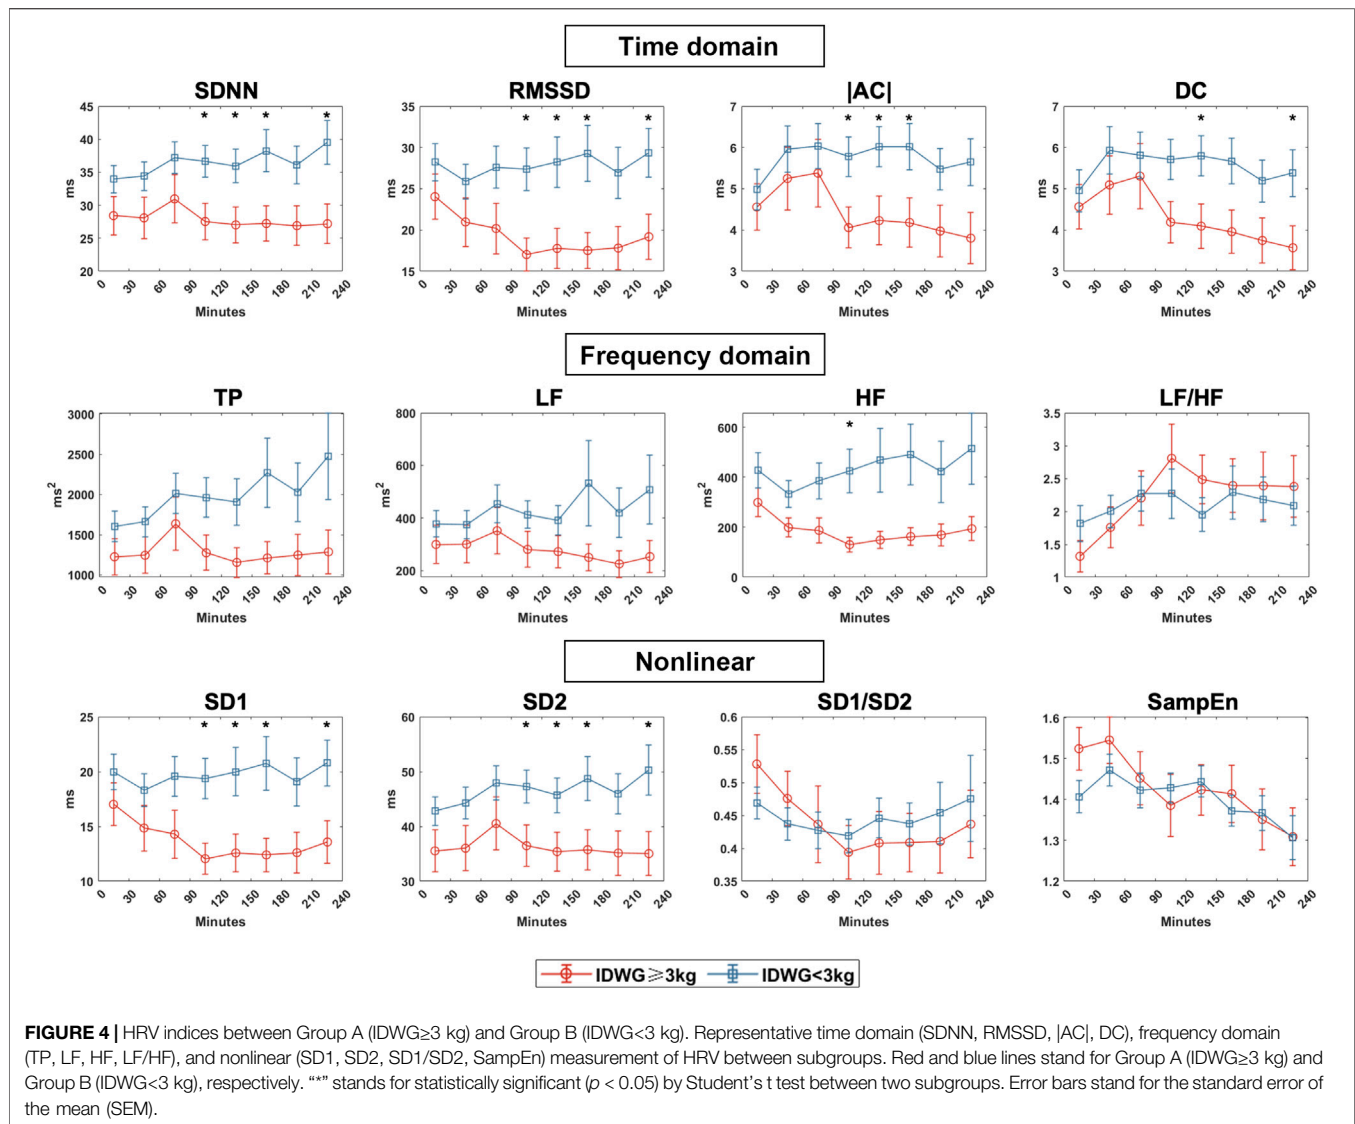 Time domain
SDNN RMSSD |AC| DC
45 40 35 30 25 20
ms
* * * *
0 30 60 90 120 150 180 210 240
Minutes
35 30 25 20 15
ms
* * * *
0 30 60 90 120 150 180 210 240
Minutes
7 6 5 4 3
ms
* * *
0 30 60 90 120 150 180 210 240
Minutes
7 6 5 4 3
ms
* *
0 30 60 90 120 150 180 210 240
Minutes
Frequency domain
TP LF HF LF/HF
3000 2500 2000 1500 1000
ms²
0 30 60 90 120 150 180 210 240
Minutes
800 600 400 200
ms²
0 30 60 90 120 150 180 210 240
Minutes
600 400 200 0
ms²
*
0 30 60 90 120 150 180 210 240
Minutes
3.5 3 2.5 2 1.5 1
0 30 60 90 120 150 180 210 240
Minutes
Nonlinear
SD1 SD2 SD1/SD2 SampEn
25 20 15 10
ms
* * * *
0 30 60 90 120 150 180 210 240
Minutes
60 50 40 30
ms
* * * *
0 30 60 90 120 150 180 210 240
Minutes
0.6 0.55 0.5 0.45 0.4 0.35
0 30 60 90 120 150 180 210 240
Minutes
1.6 1.5 1.4 1.3 1.2
0 30 60 90 120 150 180 210 240
Minutes
IDWG⩾3kg IDWG<3kg
FIGURE 4 | HRV indices between Group A (IDWG≥3 kg) and Group B (IDWG<3 kg). Representative time domain (SDNN, RMSSD, |AC|, DC), frequency domain
(TP, LF, HF, LF/HF), and nonlinear (SD1, SD2, SD1/SD2, SampEn) measurement of HRV between subgroups. Red and blue lines stand for Group A (IDWG≥3 kg) and
Group B (IDWG<3 kg), respectively. “*” stands for statistically significant (p < 0.05) by Student’s t test between two subgroups. Error bars stand for the standard error of
the mean (SEM).